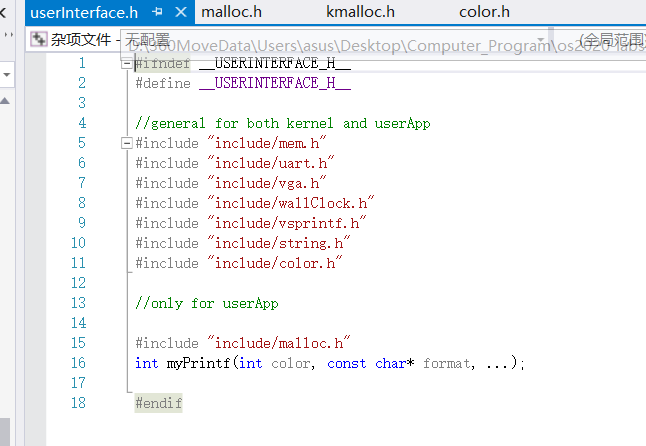 userInterface.h malloc.h kmalloc.h color.h
杂项文件 - 无配置 (全局范围
D:\360MoveData\Users\asus\Desktop\Computer_Program\os2020-labs
1 #ifndef __USERINTERFACE_H__
2 #define __USERINTERFACE_H__
3
4 //general for both kernel and userApp
5 #include "include/mem.h"
6 #include "include/uart.h"
7 #include "include/vga.h"
8 #include "include/wallClock.h"
9 #include "include/vsprintf.h"
10 #include "include/string.h"
11 #include "include/color.h"
12
13 //only for userApp
14
15 #include "include/malloc.h"
16 int myPrintf(int color, const char* format, ...);
17
18 #endif